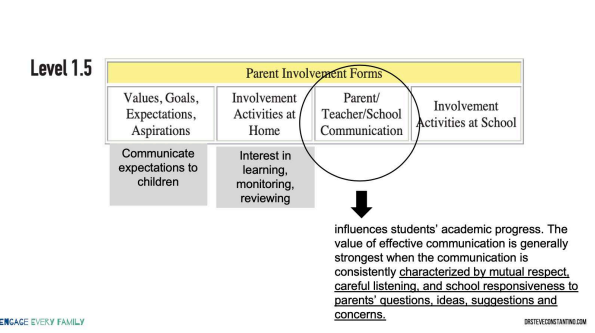 Level 1.5
Parent Involvement Forms
Values, Goals,
Expectations,
Aspirations
Involvement
Activities at
Home
Parent/
Teacher/School
Communication
Involvement
Activities at School
Communicate
expectations to
children
Interest in
learning,
monitoring,
reviewing
influences students' academic progress. The
value of effective communication is generally
strongest when the communication is
consistently characterized by mutual respect,
careful listening, and school responsiveness to
parents' questions, ideas, suggestions and
concerns.
ENGAGE EVERY FAMILY
DRSTEVECONSTANTINO.COM